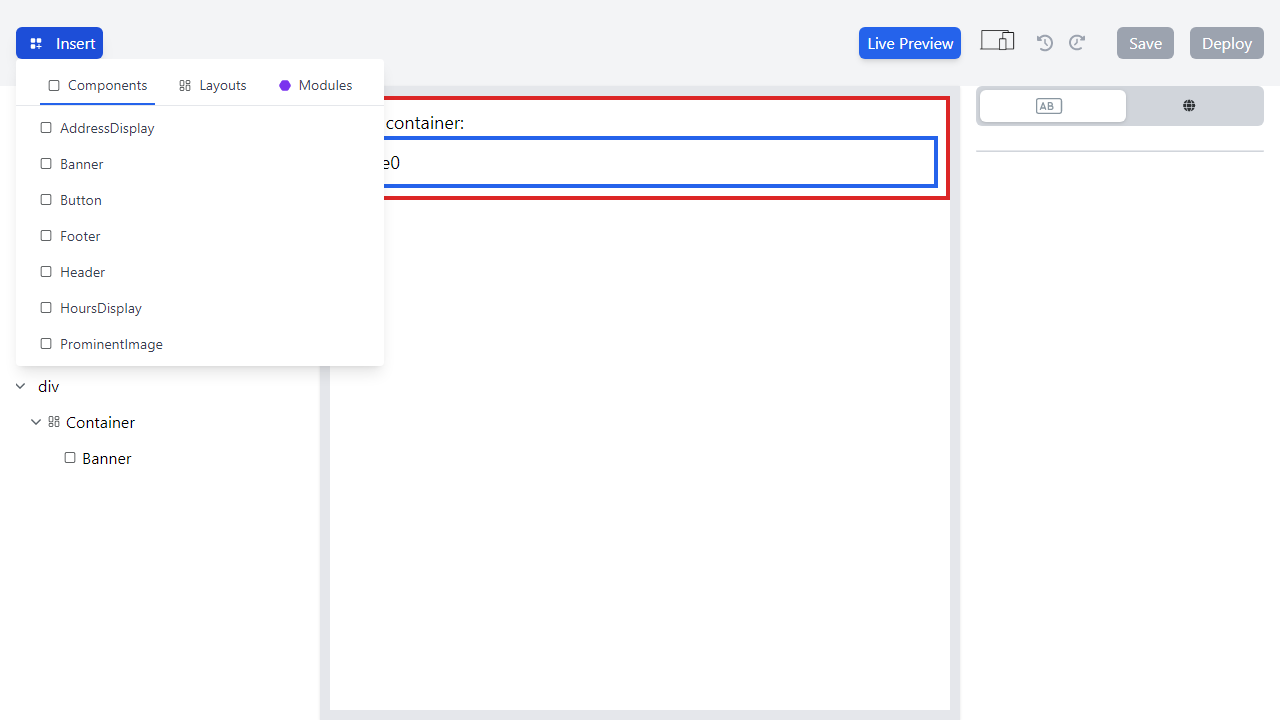 Insert
Live Preview
Save
Deploy
Components
Layouts
Modules
AB
container:
AddressDisplay
Banner
Button
Footer
Header
HoursDisplay
ProminentImage
div
Container
Banner